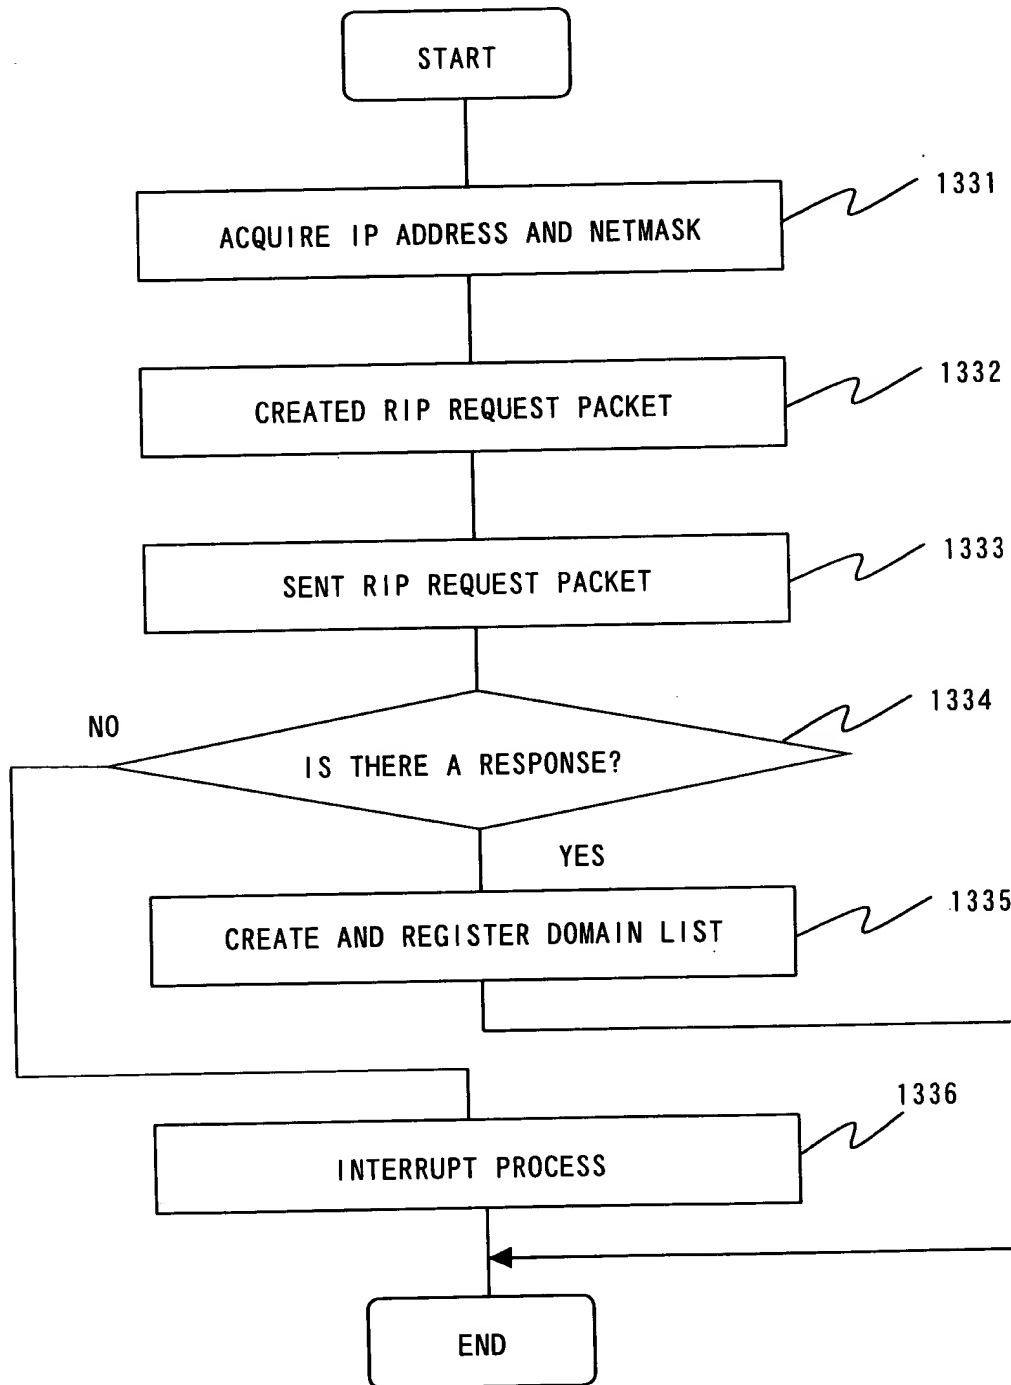 START
1331
ACQUIRE IP ADDRESS AND NETMASK
1332
CREATED RIP REQUEST PACKET
1333
SENT RIP REQUEST PACKET
1334
NO
IS THERE A RESPONSE?
YES
1335
CREATE AND REGISTER DOMAIN LIST
1336
INTERRUPT PROCESS
END